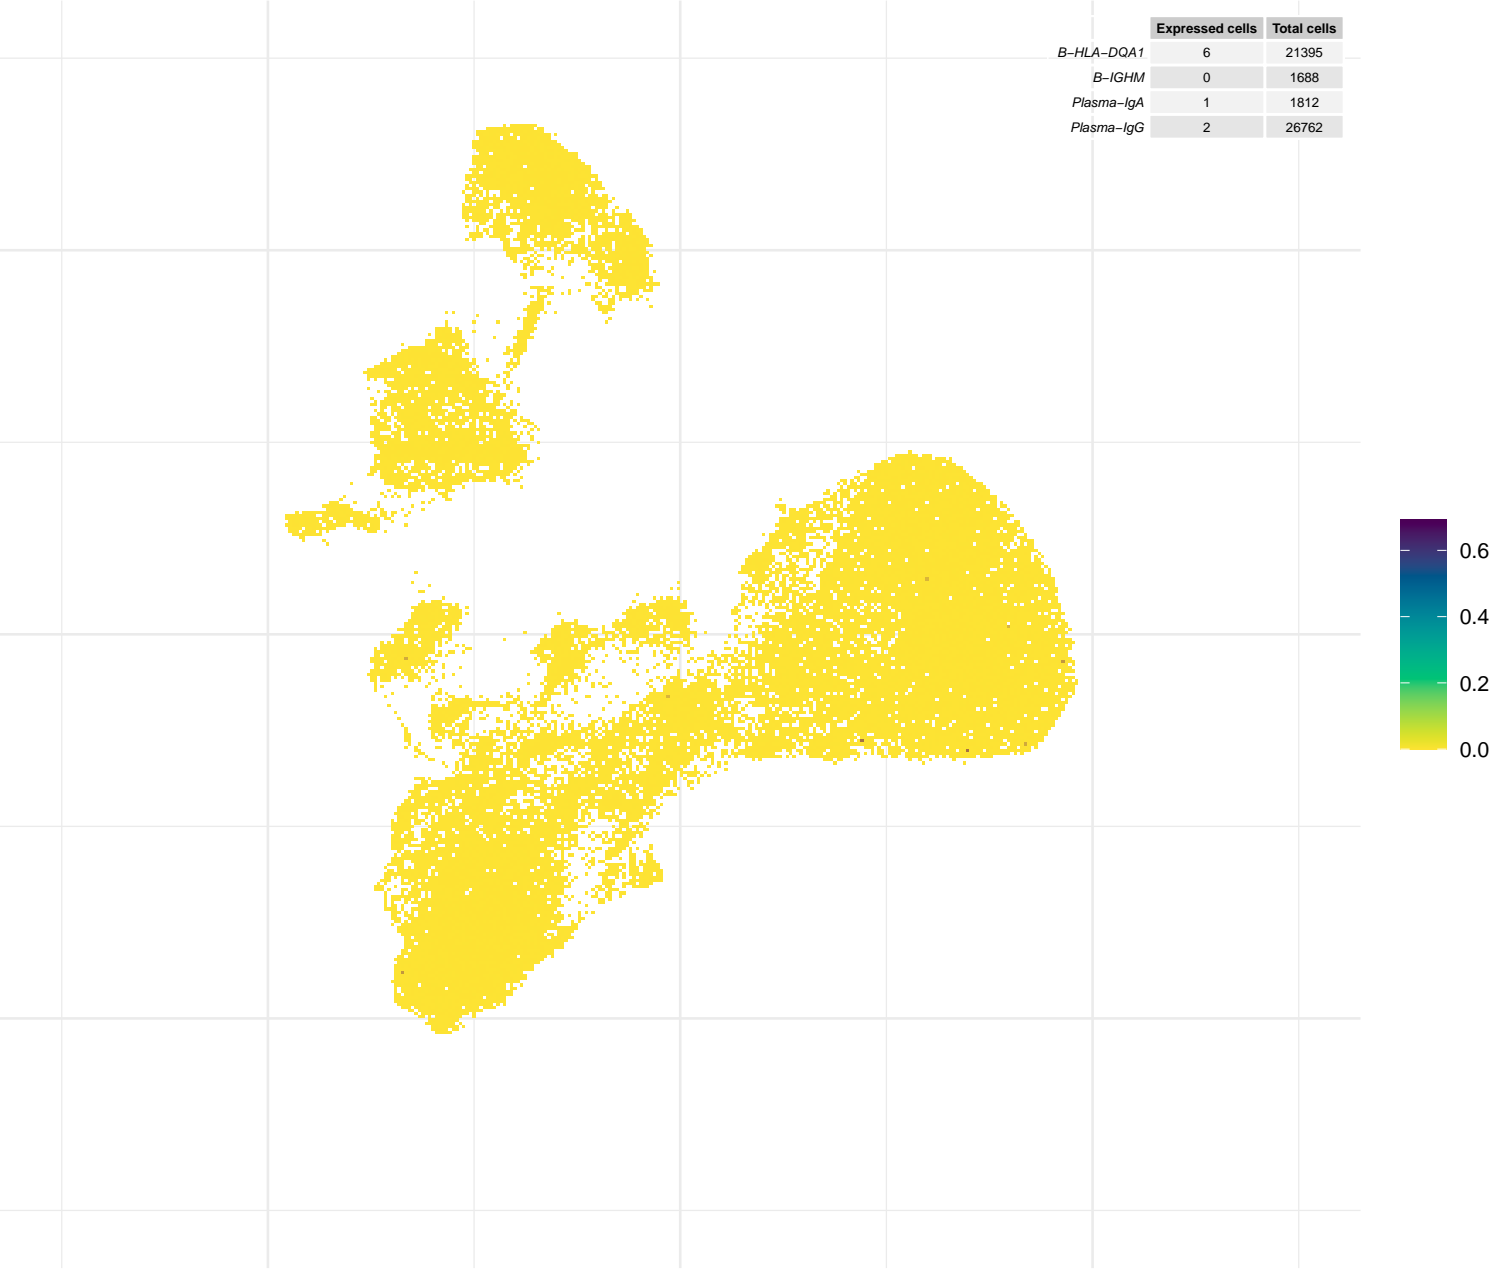 Expressed cells Total cells
B−HLA−DQA1 6 21395
B−IGHM 0 1688
Plasma−IgA 1 1812
Plasma−IgG 2 26762
0.6
0.4
0.2
0.0